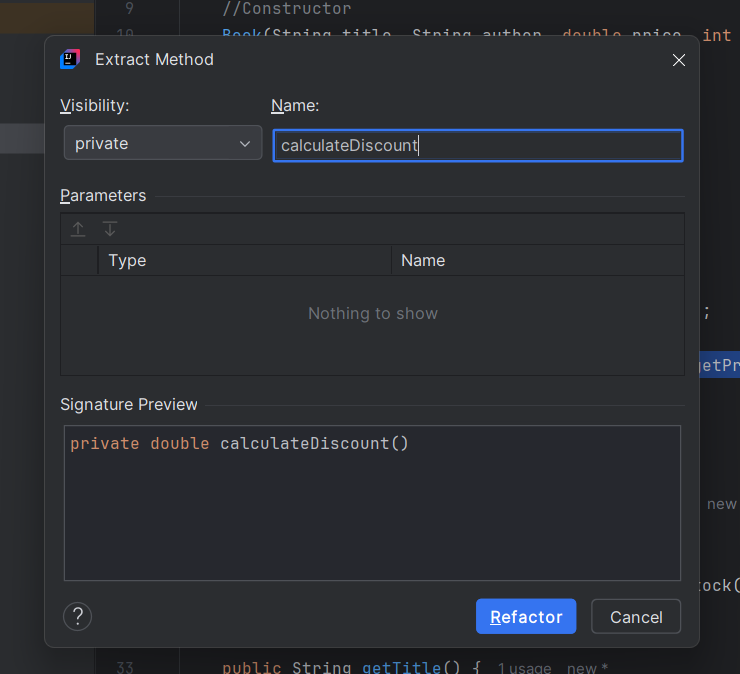 9 //Constructor
10 Book(String title, String author, double price, int
Extract Method
Visibility: Name:
private calculateDiscount
Parameters
Type Name
Nothing to show
;
getPr
Signature Preview
private double calculateDiscount()
new
tock(
? Refactor Cancel
33 public String getTitle() { 1 usage new *